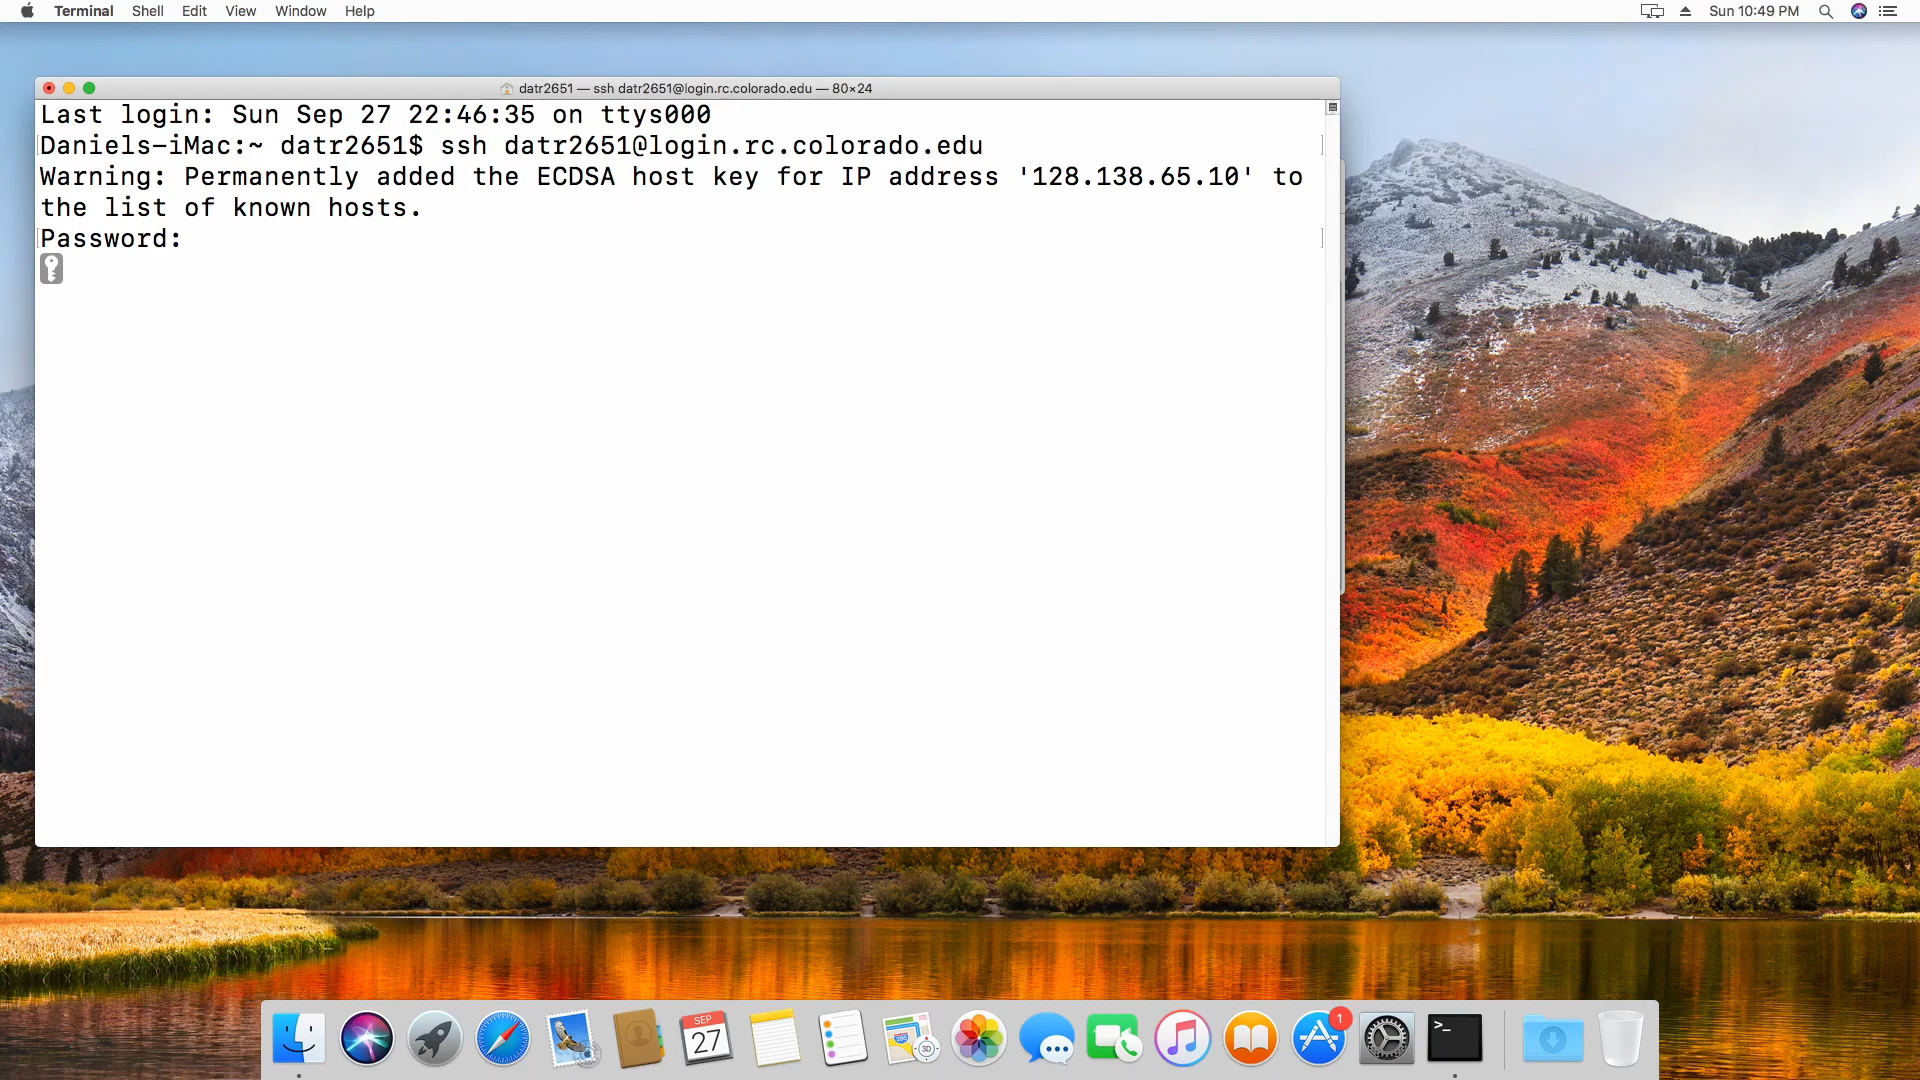 Terminal Shell Edit View Window Help
Sun 10:49 PM
datr2651 — ssh datr2651@login.rc.colorado.edu — 80×24
Last login: Sun Sep 27 22:46:35 on ttys000
Daniels-iMac:~ datr2651$ ssh datr2651@login.rc.colorado.edu
Warning: Permanently added the ECDSA host key for IP address '128.138.65.10' to
the list of known hosts.
Password:
SEP
27
280
3D
1
>_